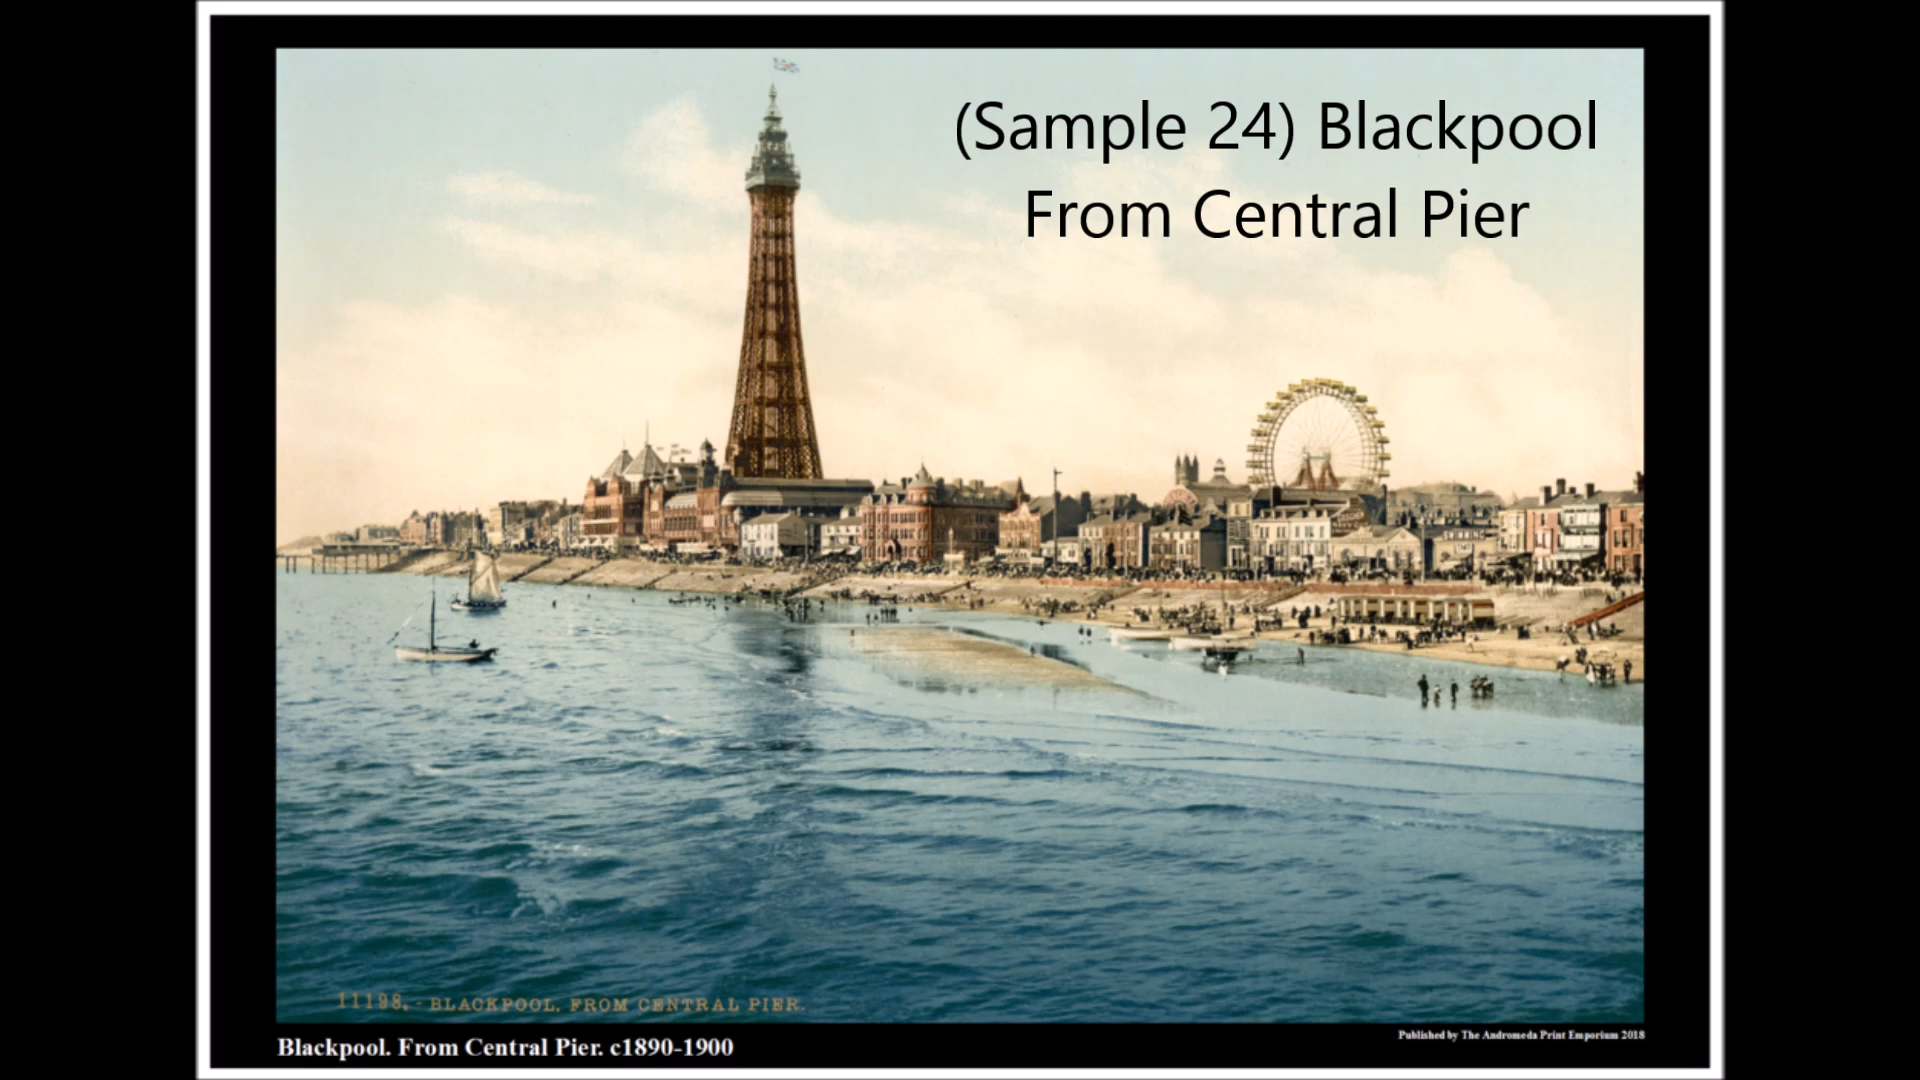 (Sample 24) Blackpool
From Central Pier
SWIMMING
11198. - BLACKPOOL. FROM CENTRAL PIER.
Blackpool. From Central Pier. c1890-1900
Published by The Andromeda Print Emporium 2018